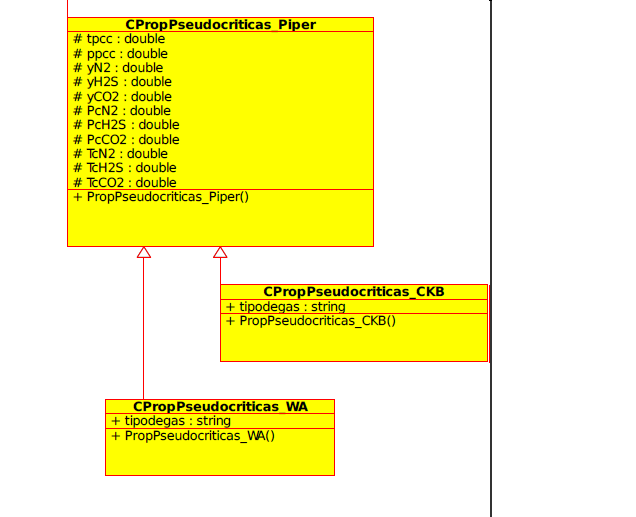 CPropPseudocriticas_Piper
# tpcc : double
# ppcc : double
# yN2 : double
# yH2S : double
# yCO2 : double
# PcN2 : double
# PcH2S : double
# PcCO2 : double
# TcN2 : double
# TcH2S : double
# TcCO2 : double
+ PropPseudocriticas_Piper()
CPropPseudocriticas_CKB
+ tipodegas : string
+ PropPseudocriticas_CKB()
CPropPseudocriticas_WA
+ tipodegas : string
+ PropPseudocriticas_WA()